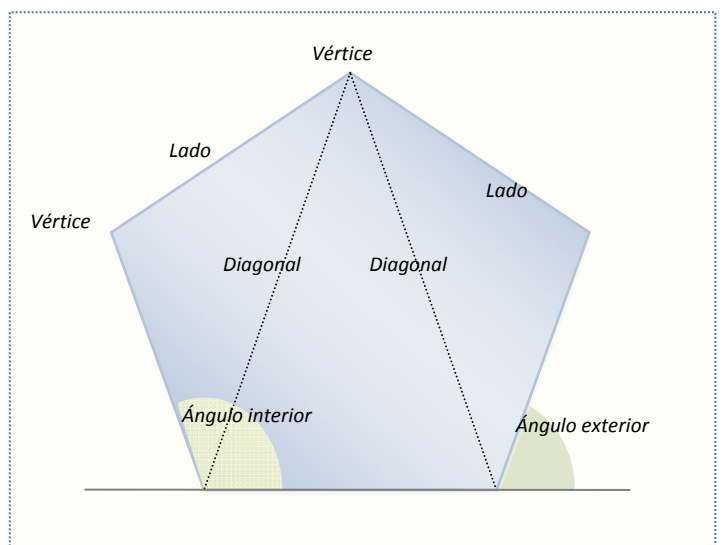 Vértice
Lado
Lado
Vértice
Diagonal
Diagonal
Ángulo interior
Ángulo exterior